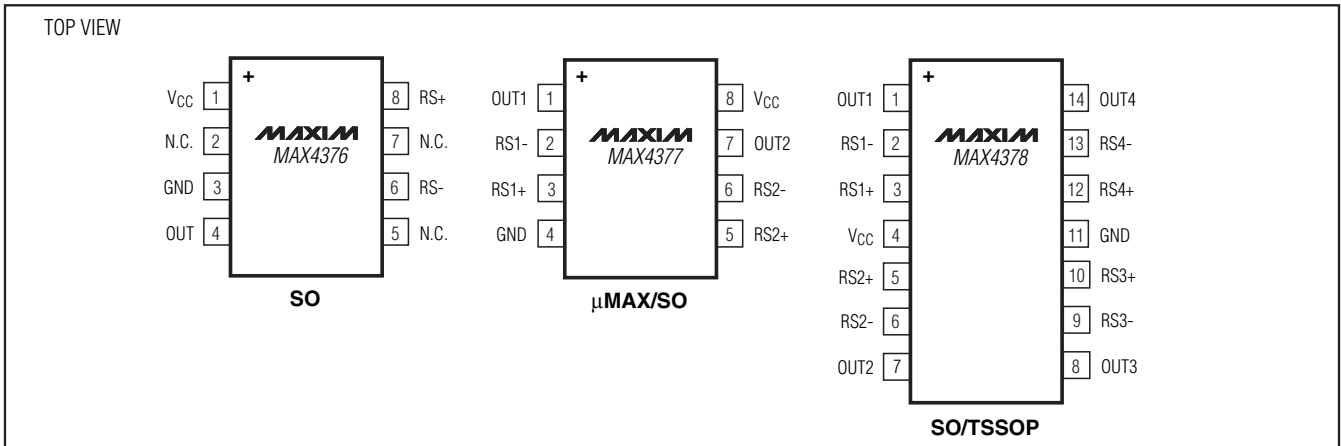 TOP VIEW
+
MAXIM
MAX4376
VCC 1
N.C. 2
GND 3
OUT 4
8 RS+
7 N.C.
6 RS-
5 N.C.
SO
+
MAXIM
MAX4377
OUT1 1
RS1- 2
RS1+ 3
GND 4
8 VCC
7 OUT2
6 RS2-
5 RS2+
μMAX/SO
+
MAXIM
MAX4378
OUT1 1
RS1- 2
RS1+ 3
VCC 4
RS2+ 5
RS2- 6
OUT2 7
14 OUT4
13 RS4-
12 RS4+
11 GND
10 RS3+
9 RS3-
8 OUT3
SO/TSSOP